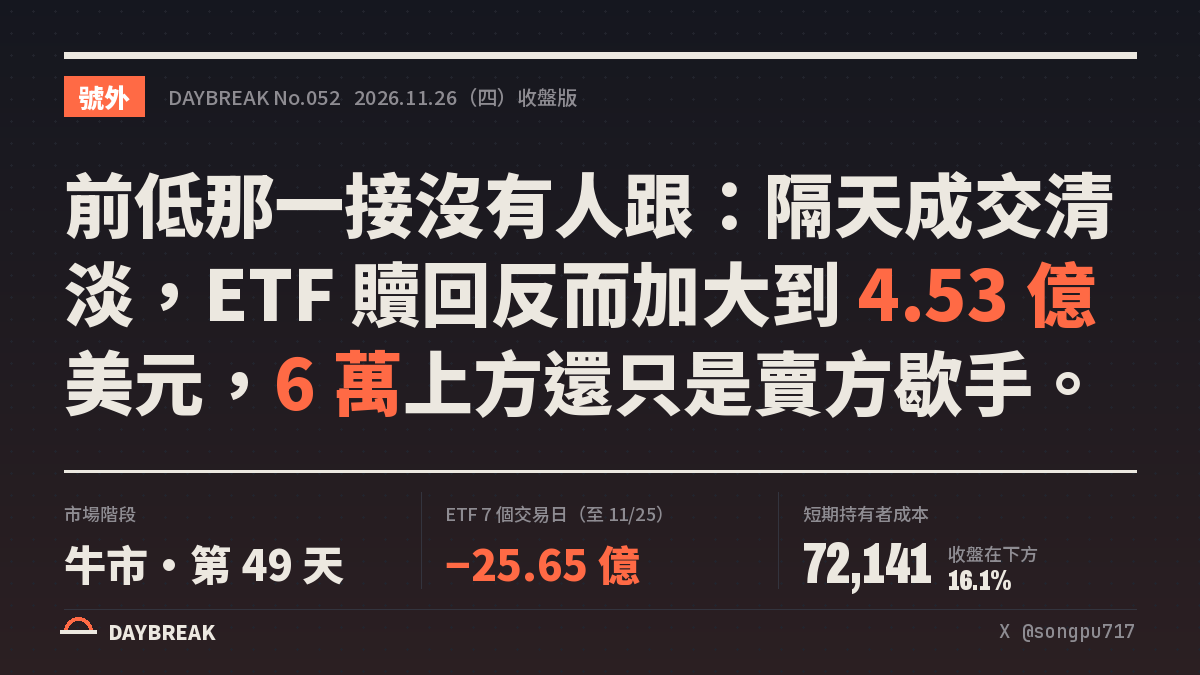 號外
DAYBREAK No.052 2026.11.26（四）收盤版
前低那一接沒有人跟：隔天成交清
淡，ETF 贖回反而加大到 4.53 億
美元，6 萬上方還只是賣方歇手。
市場階段
牛市・第 49 天
ETF 7 個交易日（至 11/25）
−25.65 億
短期持有者成本
72,141
收盤在下方
16.1%
DAYBREAK
X @songpu717